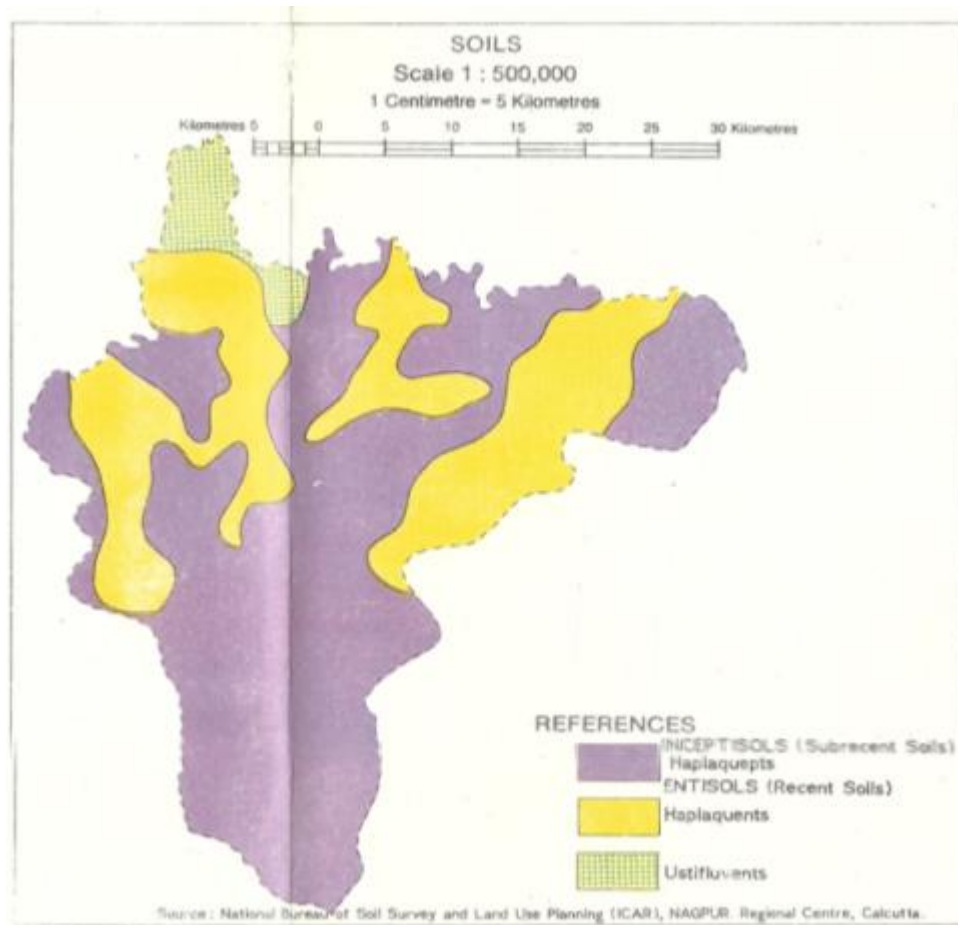 SOILS
Scale 1 : 500,000
1 Centimetre = 5 Kilometres
Kilometres 5 0 5 10 15 20 25 30 Kilometres
REFERENCES
INCEPTISOLS (Subrecent Soils)
Haplaquepts
ENTISOLS (Recent Soils)
Haplaquents
Ustifluvents
Source : National Bureau of Soil Survey and Land Use Planning (ICAR), NAGPUR. Regional Centre, Calcutta.